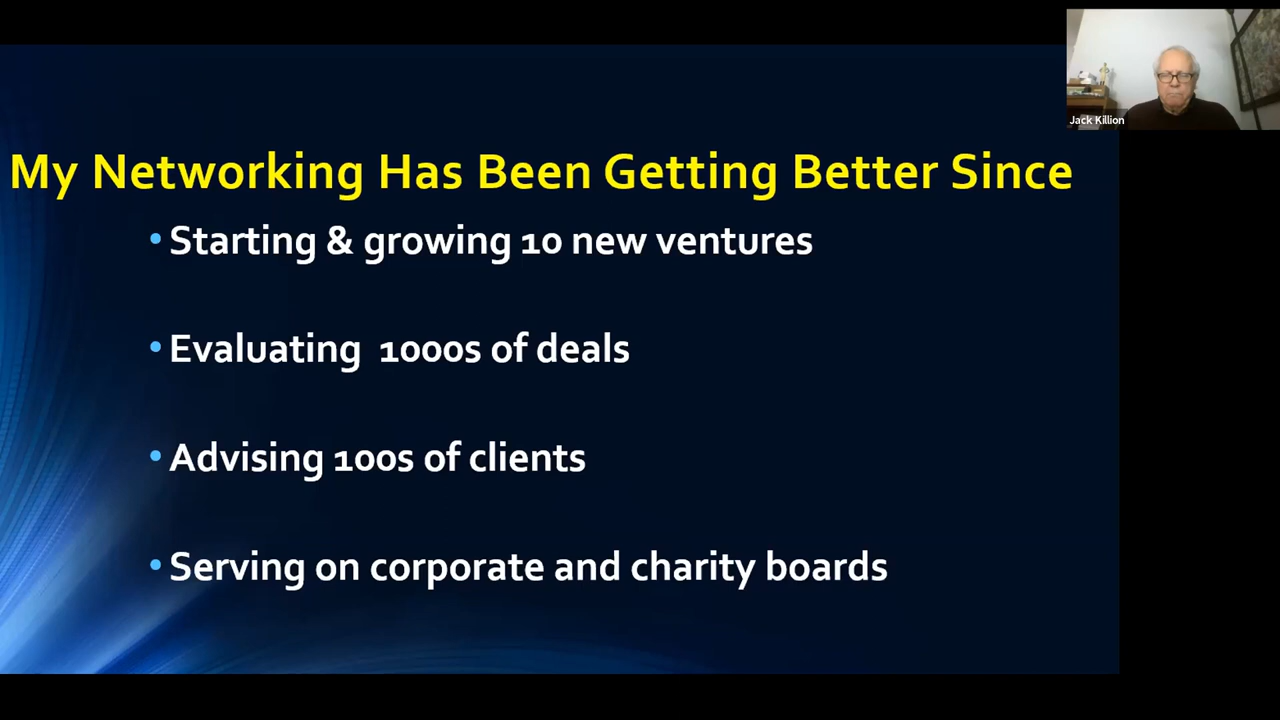 Jack Killion
My Networking Has Been Getting Better Since
• Starting & growing 10 new ventures
• Evaluating 1000s of deals
• Advising 100s of clients
• Serving on corporate and charity boards